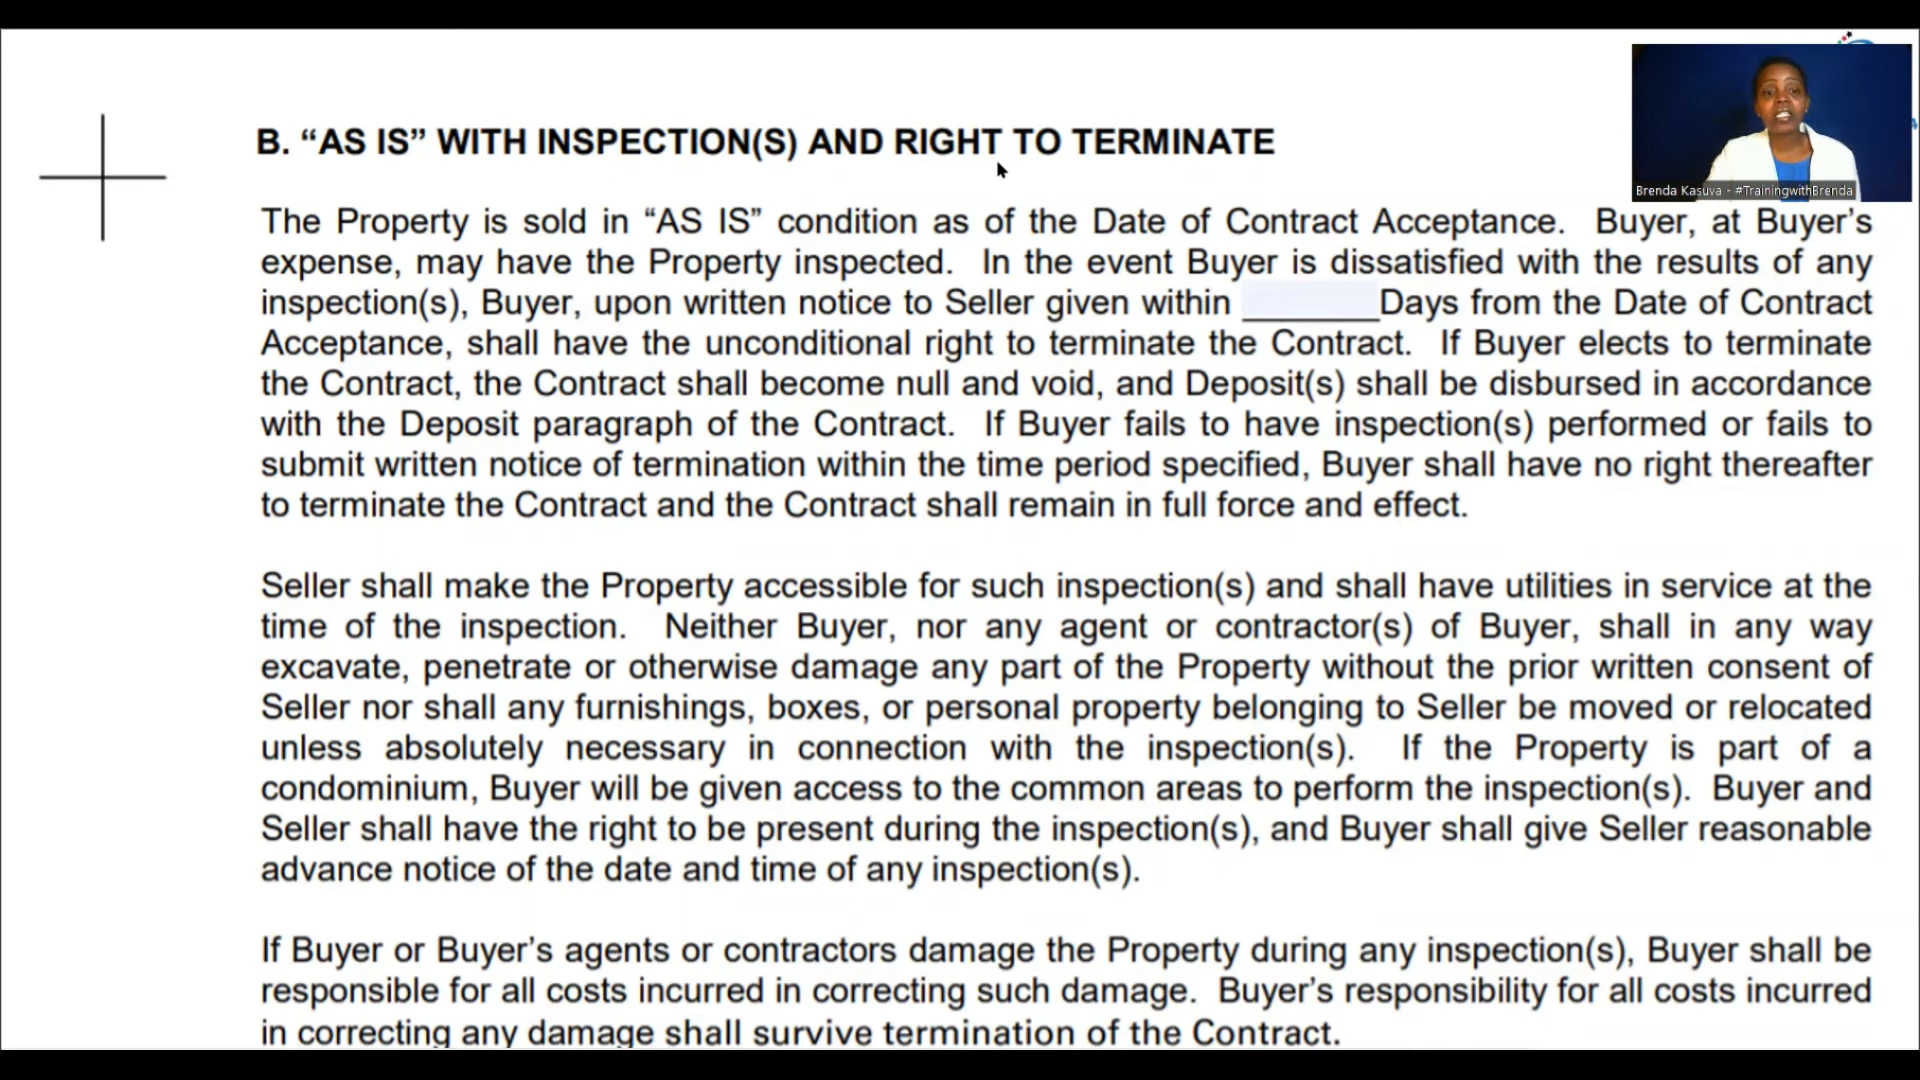 B. “AS IS” WITH INSPECTION(S) AND RIGHT TO TERMINATE
Brenda Kasuva - #TrainingwithBrenda
The Property is sold in “AS IS” condition as of the Date of Contract Acceptance. Buyer, at Buyer’s
expense, may have the Property inspected. In the event Buyer is dissatisfied with the results of any
inspection(s), Buyer, upon written notice to Seller given within ________Days from the Date of Contract
Acceptance, shall have the unconditional right to terminate the Contract. If Buyer elects to terminate
the Contract, the Contract shall become null and void, and Deposit(s) shall be disbursed in accordance
with the Deposit paragraph of the Contract. If Buyer fails to have inspection(s) performed or fails to
submit written notice of termination within the time period specified, Buyer shall have no right thereafter
to terminate the Contract and the Contract shall remain in full force and effect.
Seller shall make the Property accessible for such inspection(s) and shall have utilities in service at the
time of the inspection. Neither Buyer, nor any agent or contractor(s) of Buyer, shall in any way
excavate, penetrate or otherwise damage any part of the Property without the prior written consent of
Seller nor shall any furnishings, boxes, or personal property belonging to Seller be moved or relocated
unless absolutely necessary in connection with the inspection(s). If the Property is part of a
condominium, Buyer will be given access to the common areas to perform the inspection(s). Buyer and
Seller shall have the right to be present during the inspection(s), and Buyer shall give Seller reasonable
advance notice of the date and time of any inspection(s).
If Buyer or Buyer’s agents or contractors damage the Property during any inspection(s), Buyer shall be
responsible for all costs incurred in correcting such damage. Buyer’s responsibility for all costs incurred
in correcting any damage shall survive termination of the Contract.